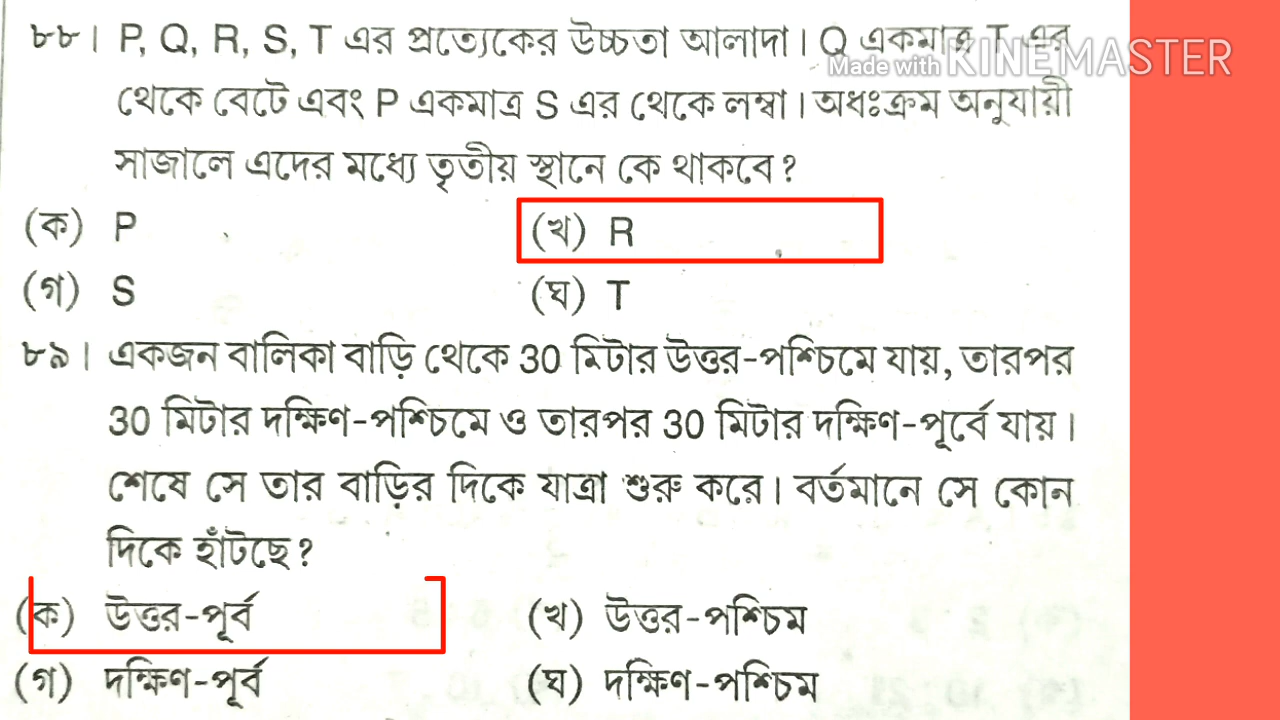 ৮৮। P, Q, R, S, T এর প্রত্যেকের উচ্চতা আলাদা। Q একমাত্র T এর
Made with KINEMASTER
থেকে বেটে এবং P একমাত্র S এর থেকে লম্বা। অধঃক্রম অনুযায়ী
সাজালে এদের মধ্যে তৃতীয় স্থানে কে থাকবে?
(ক) P (খ) R
(গ) S (ঘ) T
৮৯। একজন বালিকা বাড়ি থেকে 30 মিটার উত্তর-পশ্চিমে যায়, তারপর
30 মিটার দক্ষিণ-পশ্চিমে ও তারপর 30 মিটার দক্ষিণ-পূর্বে যায়।
শেষে সে তার বাড়ির দিকে যাত্রা শুরু করে। বর্তমানে সে কোন
দিকে হাঁটছে?
(ক) উত্তর-পূর্ব (খ) উত্তর-পশ্চিম
(গ) দক্ষিণ-পূর্ব (ঘ) দক্ষিণ-পশ্চিম